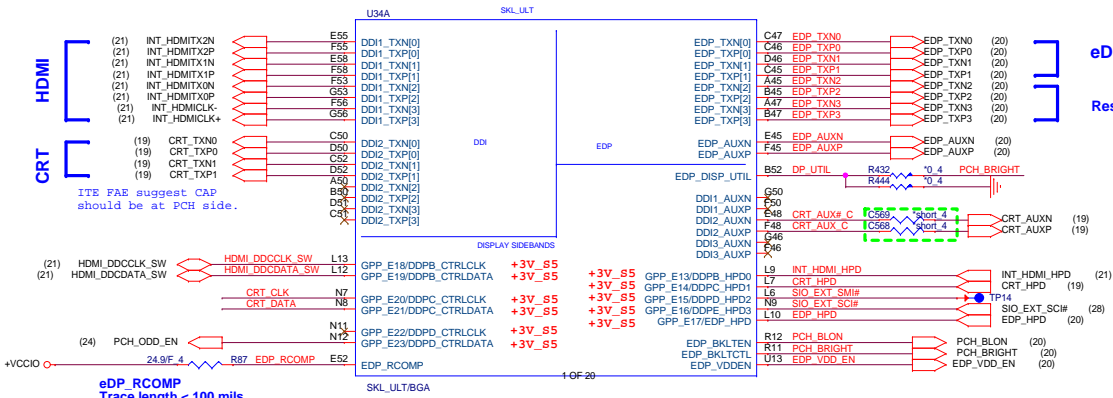 U34A SKL_ULT
HDMI
(21) INT_HDMITX2N E55 DDI1_TXN[0]
(21) INT_HDMITX2P F55 DDI1_TXP[0]
(21) INT_HDMITX1N E58 DDI1_TXN[1]
(21) INT_HDMITX1P F58 DDI1_TXP[1]
(21) INT_HDMITX0N F53 DDI1_TXN[2]
(21) INT_HDMITX0P G53 DDI1_TXP[2]
(21) INT_HDMICLK- F56 DDI1_TXN[3]
(21) INT_HDMICLK+ G56 DDI1_TXP[3]
CRT
(19) CRT_TXN0 C50 DDI2_TXN[0]
(19) CRT_TXP0 D50 DDI2_TXP[0]
(19) CRT_TXN1 C52 DDI2_TXN[1]
(19) CRT_TXP1 D52 DDI2_TXP[1]
A50 DDI2_TXN[2]
B50 DDI2_TXP[2]
D51 DDI2_TXN[3]
C51 DDI2_TXP[3]
ITE FAE suggest CAP
should be at PCH side.
DDI
EDP
DISPLAY SIDEBANDS
EDP_TXN[0] C47 EDP_TXN0 EDP_TXN0 (20)
EDP_TXP[0] C46 EDP_TXP0 EDP_TXP0 (20)
EDP_TXN[1] D46 EDP_TXN1 EDP_TXN1 (20)
EDP_TXP[1] C45 EDP_TXP1 EDP_TXP1 (20)
EDP_TXN[2] A45 EDP_TXN2 EDP_TXN2 (20)
EDP_TXP[2] B45 EDP_TXP2 EDP_TXP2 (20)
EDP_TXN[3] A47 EDP_TXN3 EDP_TXN3 (20)
EDP_TXP[3] B47 EDP_TXP3 EDP_TXP3 (20)
eD
Res
EDP_AUXN E45 EDP_AUXN EDP_AUXN (20)
EDP_AUXP F45 EDP_AUXP EDP_AUXP (20)
EDP_DISP_UTIL B52 DP_UTIL R432 *0_4 PCH_BRIGHT
R444 *0_4
DDI1_AUXN G50
DDI1_AUXP F50
DDI2_AUXN E48 CRT_AUX#_C C569 *short_4 CRT_AUXN (19)
DDI2_AUXP F48 CRT_AUX_C C568 *short_4 CRT_AUXP (19)
DDI3_AUXN G46
DDI3_AUXP F46
(21) HDMI_DDCCLK_SW HDMI_DDCCLK_SW L13 GPP_E18/DDPB_CTRLCLK +3V_S5
(21) HDMI_DDCDATA_SW HDMI_DDCDATA_SW L12 GPP_E19/DDPB_CTRLDATA +3V_S5
CRT_CLK N7 GPP_E20/DDPC_CTRLCLK +3V_S5
CRT_DATA N8 GPP_E21/DDPC_CTRLDATA +3V_S5
N11 GPP_E22/DDPD_CTRLCLK +3V_S5
(24) PCH_ODD_EN N12 GPP_E23/DDPD_CTRLDATA +3V_S5
+VCCIO 24.9/F_4 R87 EDP_RCOMP E52 EDP_RCOMP
+3V_S5 GPP_E13/DDPB_HPD0 L9 INT_HDMI_HPD INT_HDMI_HPD (21)
+3V_S5 GPP_E14/DDPC_HPD1 L7 CRT_HPD CRT_HPD (19)
+3V_S5 GPP_E15/DDPD_HPD2 L6 SIO_EXT_SMI# TP14
+3V_S5 GPP_E16/DDPE_HPD3 N9 SIO_EXT_SCI# SIO_EXT_SCI# (28)
+3V_S5 GPP_E17/EDP_HPD L10 EDP_HPD EDP_HPD (20)
EDP_BKLTEN R12 PCH_BLON PCH_BLON (20)
EDP_BKLTCTL R11 PCH_BRIGHT PCH_BRIGHT (20)
EDP_VDDEN U13 EDP_VDD_EN EDP_VDD_EN (20)
1 OF 20
SKL_ULT/BGA
eDP_RCOMP
Trace length < 100 mils